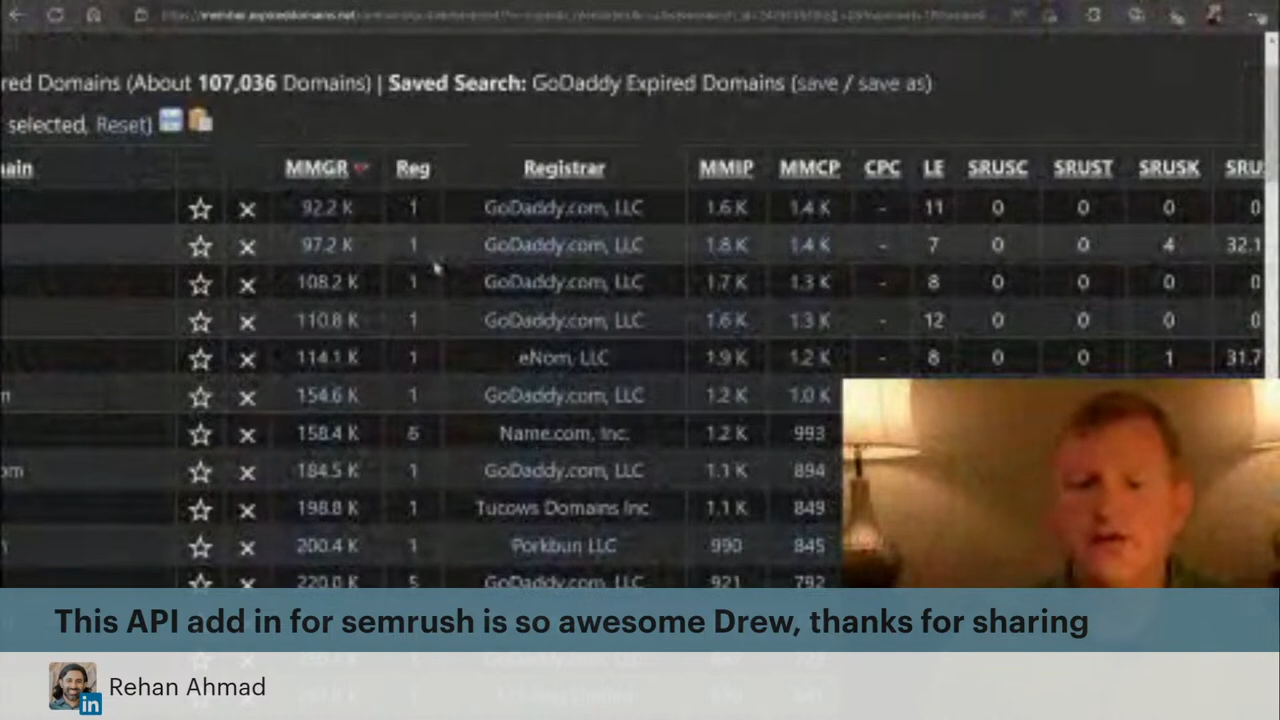 red Domains (About 107,036 Domains) | Saved Search: GoDaddy Expired Domains (save / save as)
selected, Reset)
ain MMGR Reg Registrar MMIP MMCP CPC LE SRUSC SRUST SRUSK SRUS
92.2 K 1 GoDaddy.com, LLC 1.6 K 1.4 K - 11 0 0 0 0
97.2 K 1 GoDaddy.com, LLC 1.8 K 1.4 K - 7 0 0 4 32.1
108.2 K 1 GoDaddy.com, LLC 1.7 K 1.3 K - 8 0 0 0 0
110.8 K 1 GoDaddy.com, LLC 1.6 K 1.3 K - 12 0 0 0 0
114.1 K 1 eNom, LLC 1.9 K 1.2 K - 8 0 0 1 31.7
n 154.6 K 1 GoDaddy.com, LLC 1.2 K 1.0 K
158.4 K 6 Name.com, Inc. 1.2 K 993
om 184.5 K 1 GoDaddy.com, LLC 1.1 K 894
198.8 K 1 Tucows Domains Inc 1.1 K 849
200.4 K 1 Porkbun LLC 990 845
220.0 K 5 GoDaddy.com, LLC 921 792
This API add in for semrush is so awesome Drew, thanks for sharing
in
Rehan Ahmad